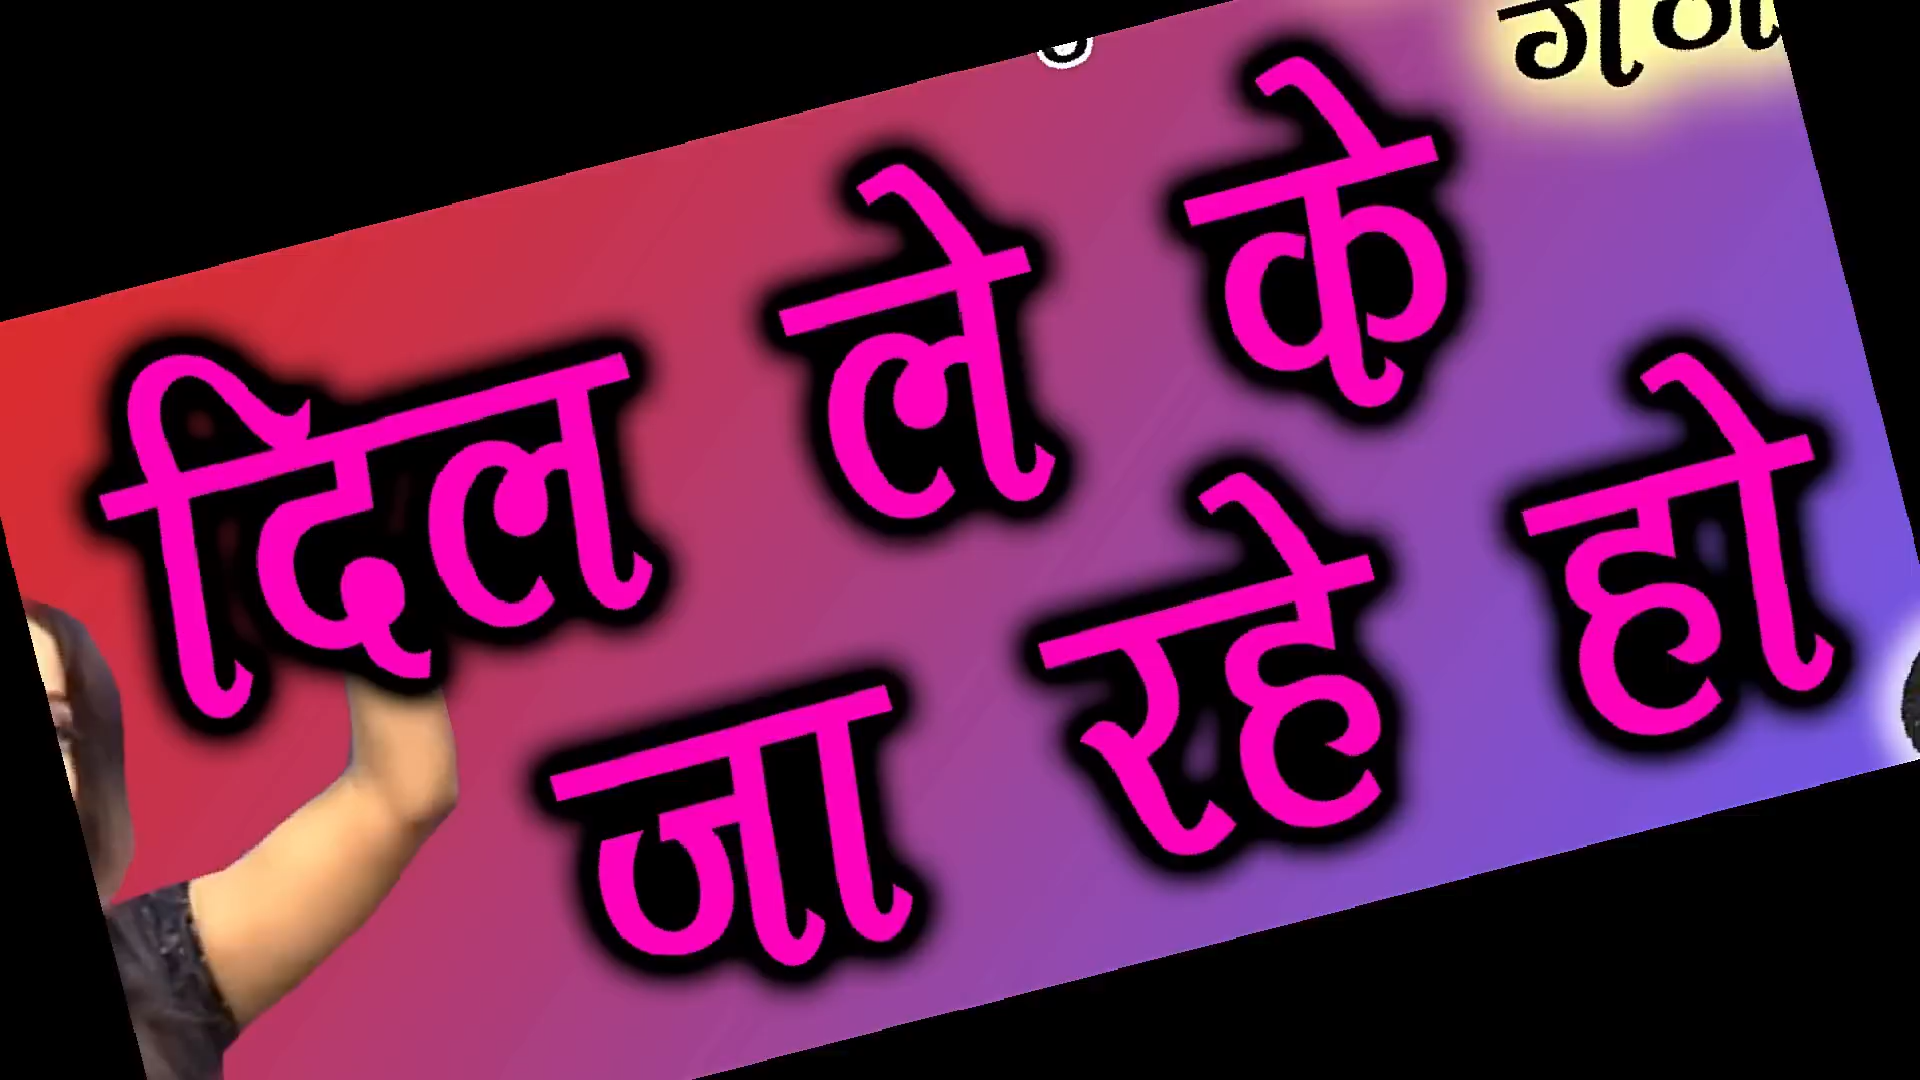 दिल ले के
जा रहे हो